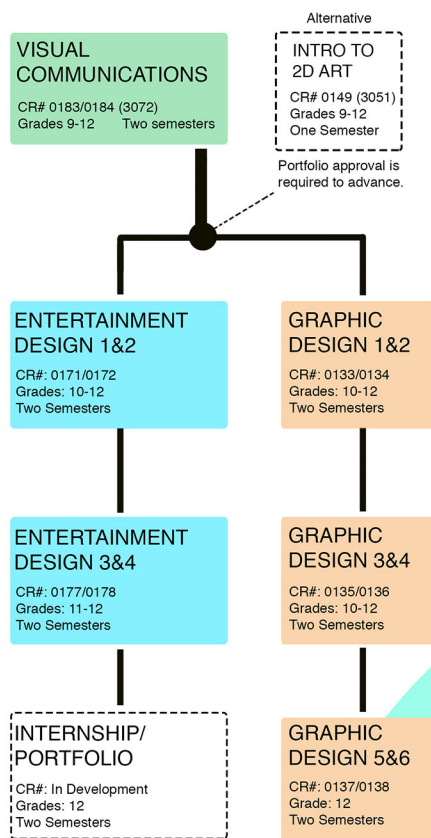 Alternative
VISUAL
COMMUNICATIONS
CR# 0183/0184 (3072)
Grades 9-12 Two semesters
INTRO TO
2D ART
CR# 0149 (3051)
Grades 9-12
One Semester
Portfolio approval is
required to advance.
ENTERTAINMENT
DESIGN 1&2
CR#: 0171/0172
Grades: 10-12
Two Semesters
GRAPHIC
DESIGN 1&2
CR#: 0133/0134
Grades: 10-12
Two Semesters
ENTERTAINMENT
DESIGN 3&4
CR#: 0177/0178
Grades: 11-12
Two Semesters
GRAPHIC
DESIGN 3&4
CR#: 0135/0136
Grades: 10-12
Two Semesters
INTERNSHIP/
PORTFOLIO
CR#: In Development
Grades: 12
Two Semesters
GRAPHIC
DESIGN 5&6
CR#: 0137/0138
Grade: 12
Two Semesters